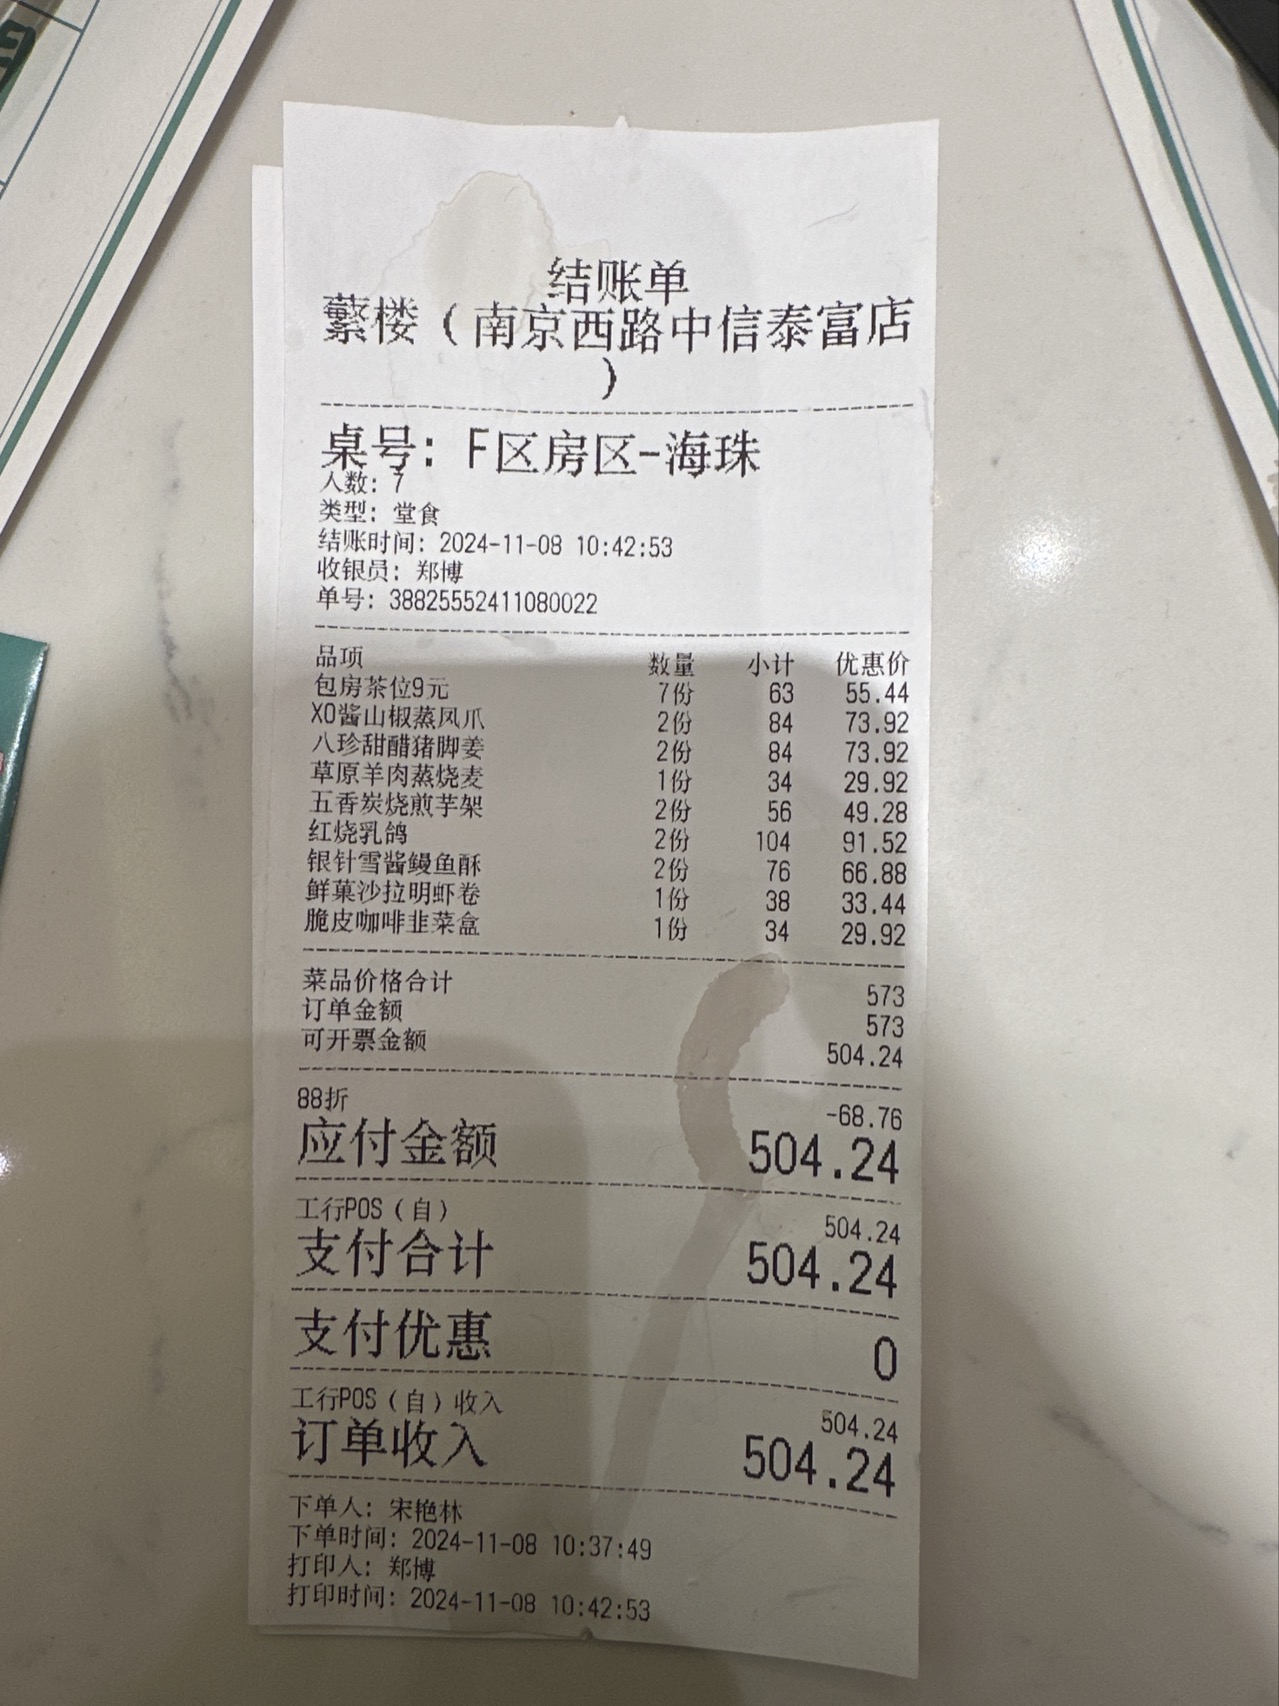 结账单
蘩楼（南京西路中信泰富店
）
桌号：F区房区-海珠
人数：7
类型：堂食
结账时间：2024-11-08 10:42:53
收银员：郑博
单号：38825552411080022
品项 数量 小计 优惠价
包房茶位9元 7份 63 55.44
XO酱山椒蒸凤爪 2份 84 73.92
八珍甜醋猪脚姜 2份 84 73.92
草原羊肉蒸烧麦 1份 34 29.92
五香炭烧煎芋架 2份 56 49.28
红烧乳鸽 2份 104 91.52
银针雪酱鳗鱼酥 2份 76 66.88
鲜菓沙拉明虾卷 1份 38 33.44
脆皮咖啡韭菜盒 1份 34 29.92
菜品价格合计 573
订单金额 573
可开票金额 504.24
88折 -68.76
应付金额 504.24
工行POS（自） 504.24
支付合计 504.24
支付优惠 0
工行POS（自）收入 504.24
订单收入 504.24
下单人：宋艳林
下单时间：2024-11-08 10:37:49
打印人：郑博
打印时间：2024-11-08 10:42:53